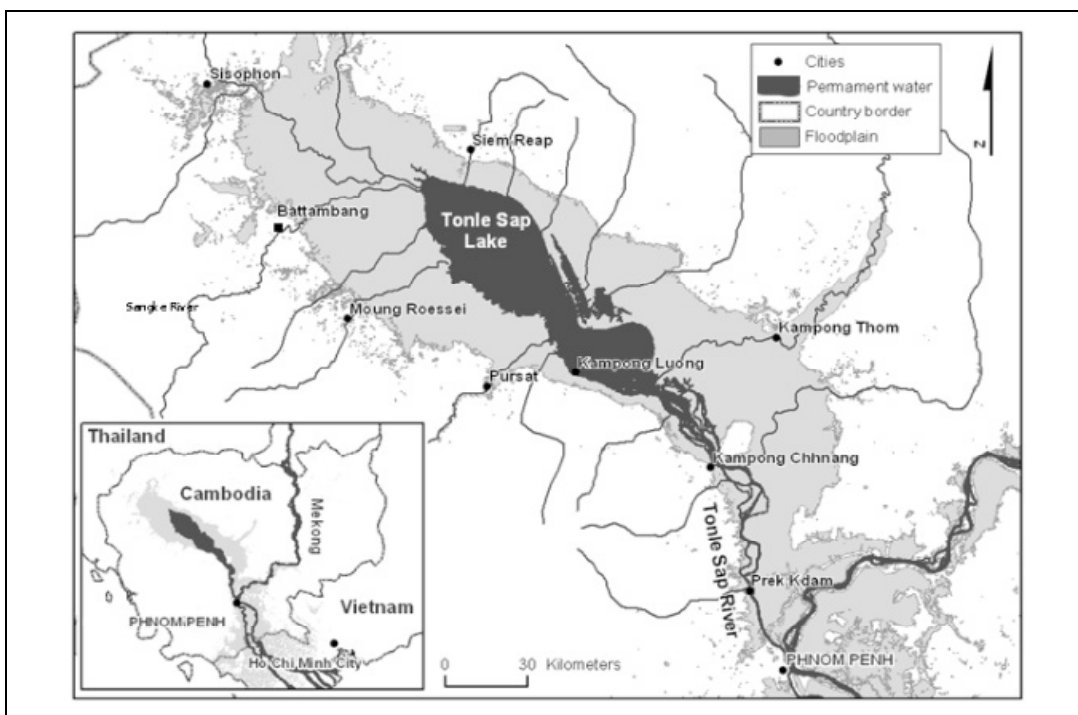 Sisophon
Cities
Permament water
Country border
Floodplain
N
Siem Reap
Battambang
Tonle Sap
Lake
Sangke River
Moung Roessei
Kampong Thom
Kampong Luong
Pursat
Kampong Chhnang
Tonle Sap River
Prek Kdam
PHNOM PENH
0 30 Kilometers
Thailand
Cambodia
Mekong
Vietnam
PHNOM PENH
Ho Chi Minh City